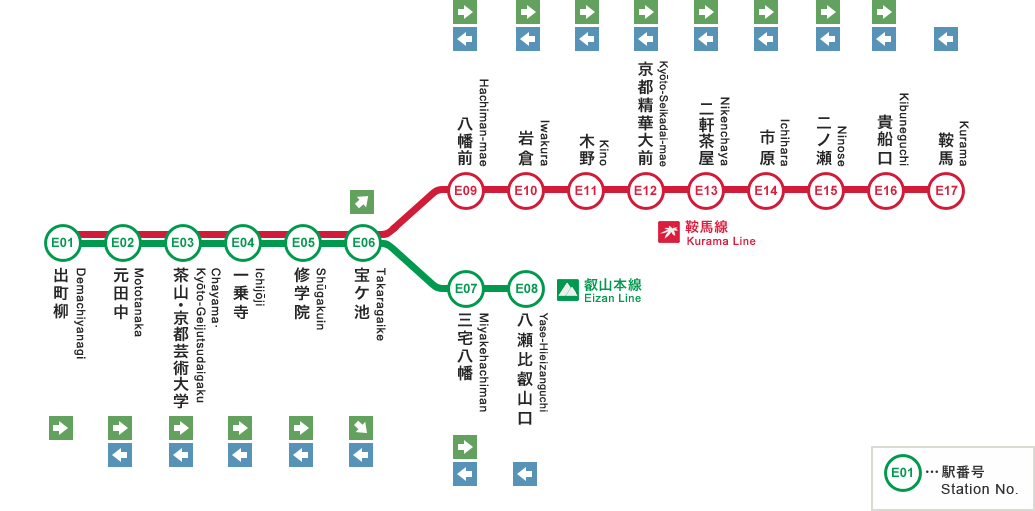 八幡前
Hachiman-mae
岩倉
Iwakura
木野
Kino
京都精華大前
Kyōto-Seikadai-mae
二軒茶屋
Nikenchaya
市原
Ichihara
二ノ瀬
Ninose
貴船口
Kibuneguchi
鞍馬
Kurama
E09
E10
E11
E12
E13
E14
E15
E16
E17
鞍馬線
Kurama Line
E01
E02
E03
E04
E05
E06
出町柳
Demachiyanagi
元田中
Mototanaka
茶山・京都芸術大学
Chayama·
Kyōto-Geijutsudaigaku
一乗寺
Ichijōji
修学院
Shūgakuin
宝ケ池
Takaragaike
E07
E08
叡山本線
Eizan Line
三宅八幡
Miyakehachiman
八瀬比叡山口
Yase-Hieizanguchi
E01 …駅番号
Station No.